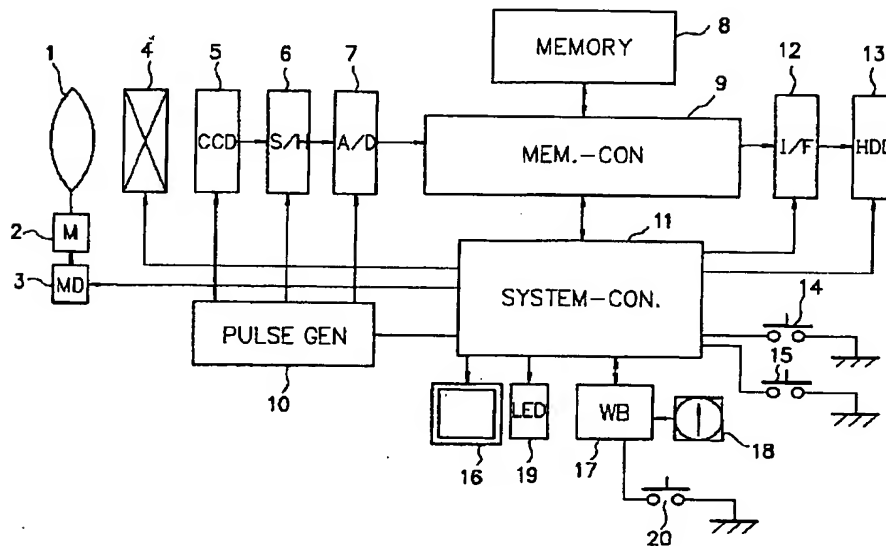 1
4
5
6
7
MEMORY
8
12
13
9
CCD
S/H
A/D
MEM.-CON
I/F
HDD
2
M
11
3
MD
SYSTEM-CON.
14
PULSE GEN
15
10
LED
WB
16
19
17
18
20